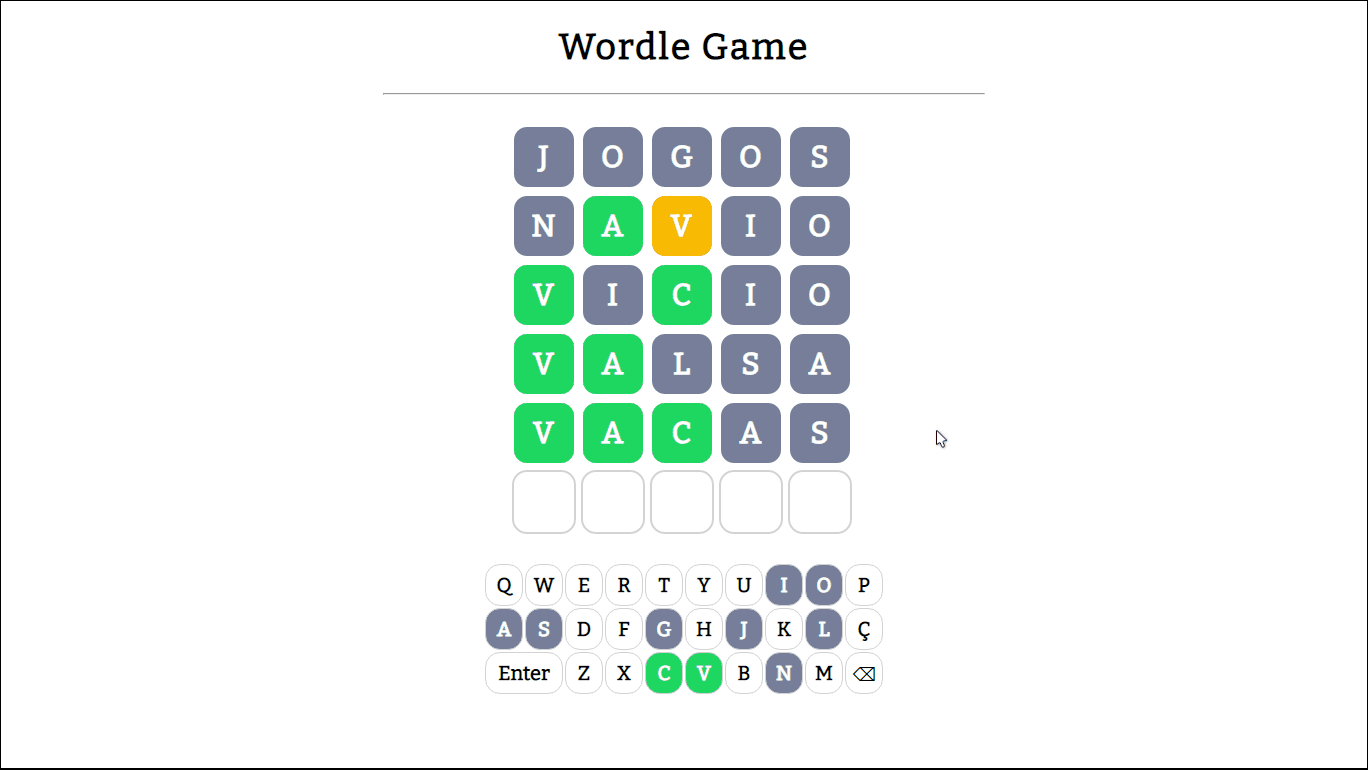 Wordle Game
J O G O S
N A V I O
V I C I O
V A L S A
V A C A S
Q W E R T Y U I O P
A S D F G H J K L Ç
Enter Z X C V B N M ⌫